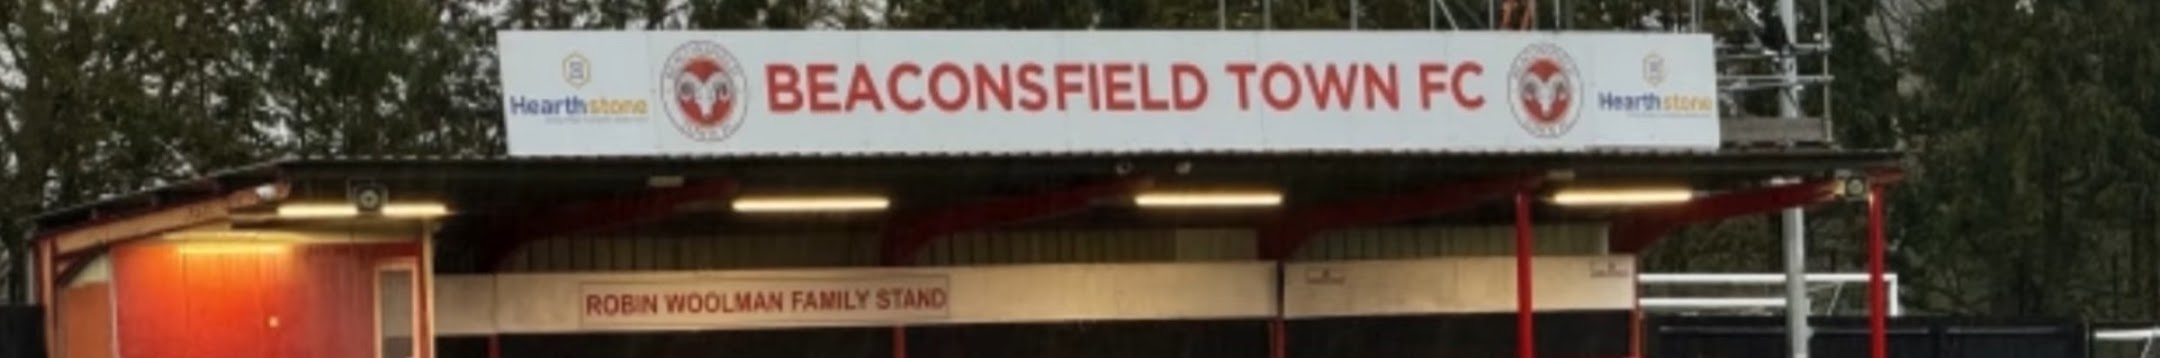 Hearthstone
BEACONSFIELD TOWN FC
Hearthstone
ROBIN WOOLMAN FAMILY STAND